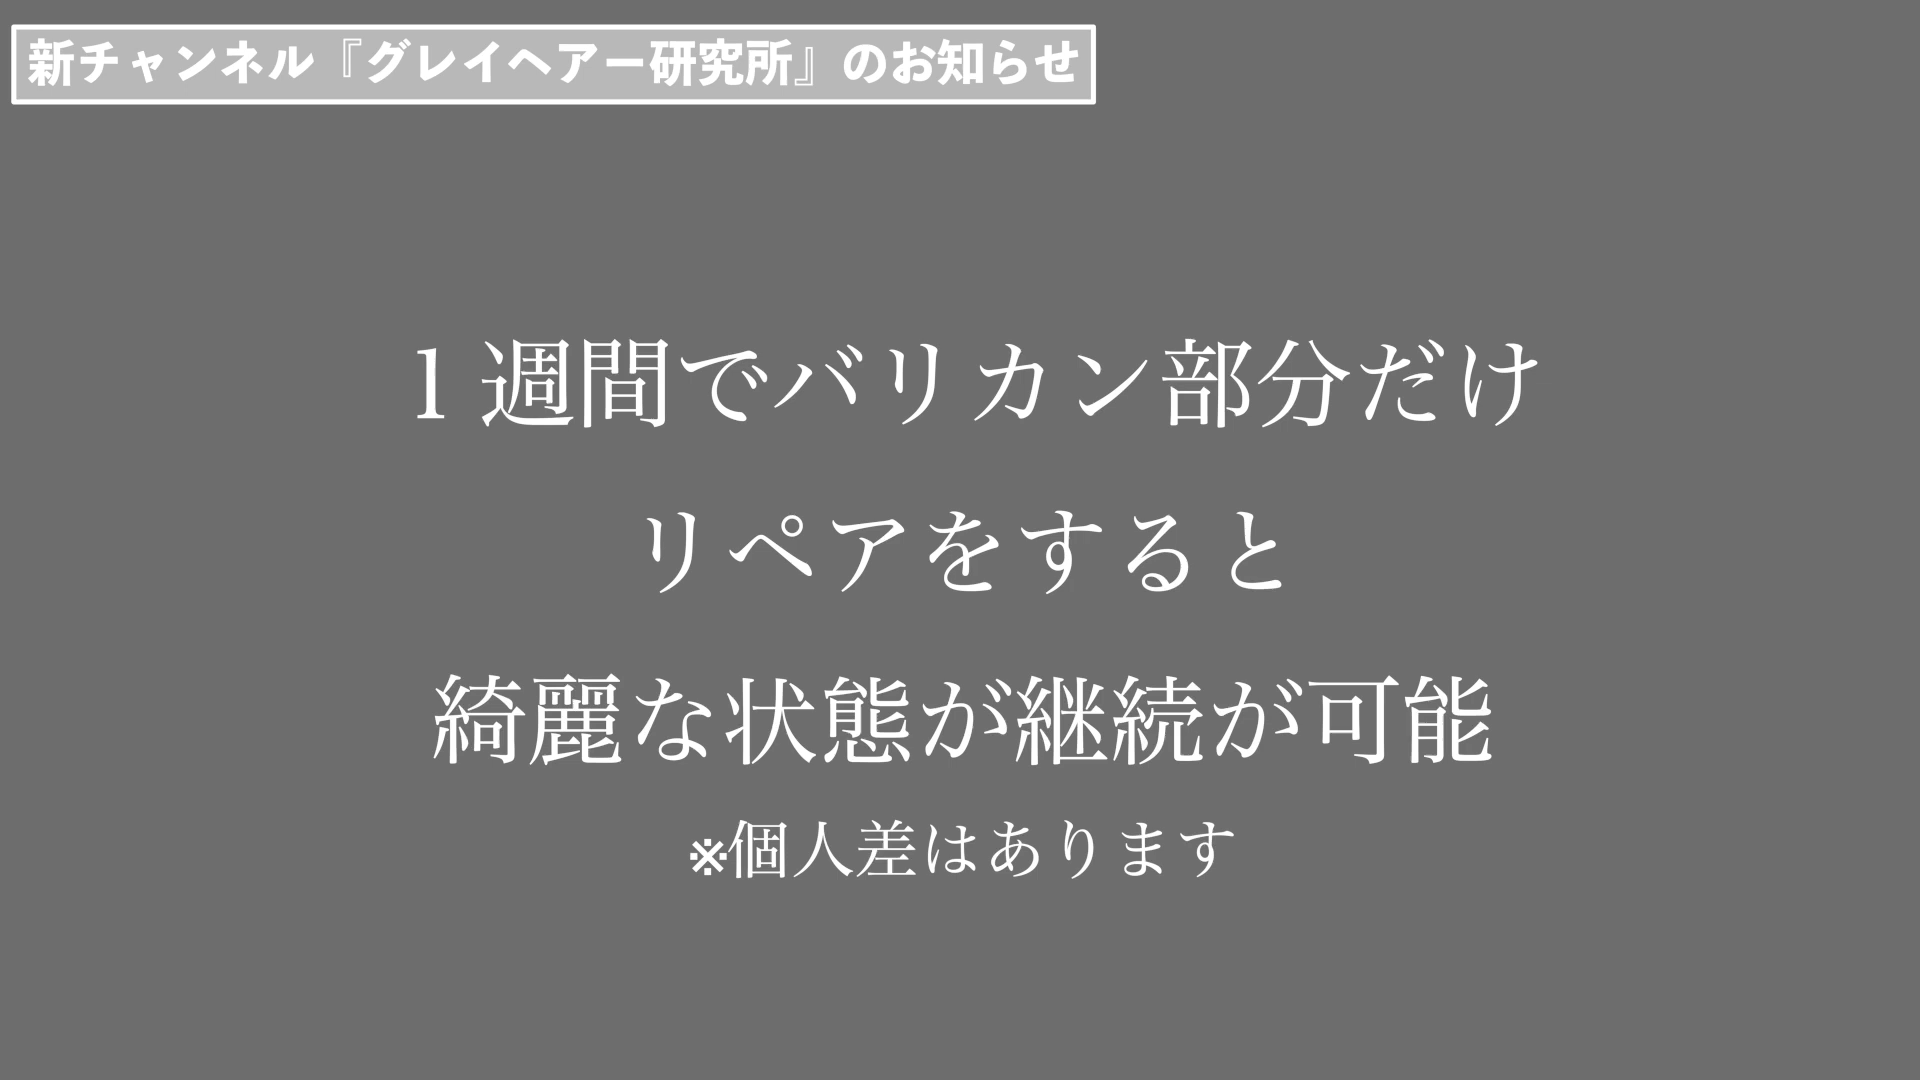 新チャンネル『グレイヘアー研究所』のお知らせ
１週間でバリカン部分だけ
リペアをすると
綺麗な状態が継続が可能
※個人差はあります